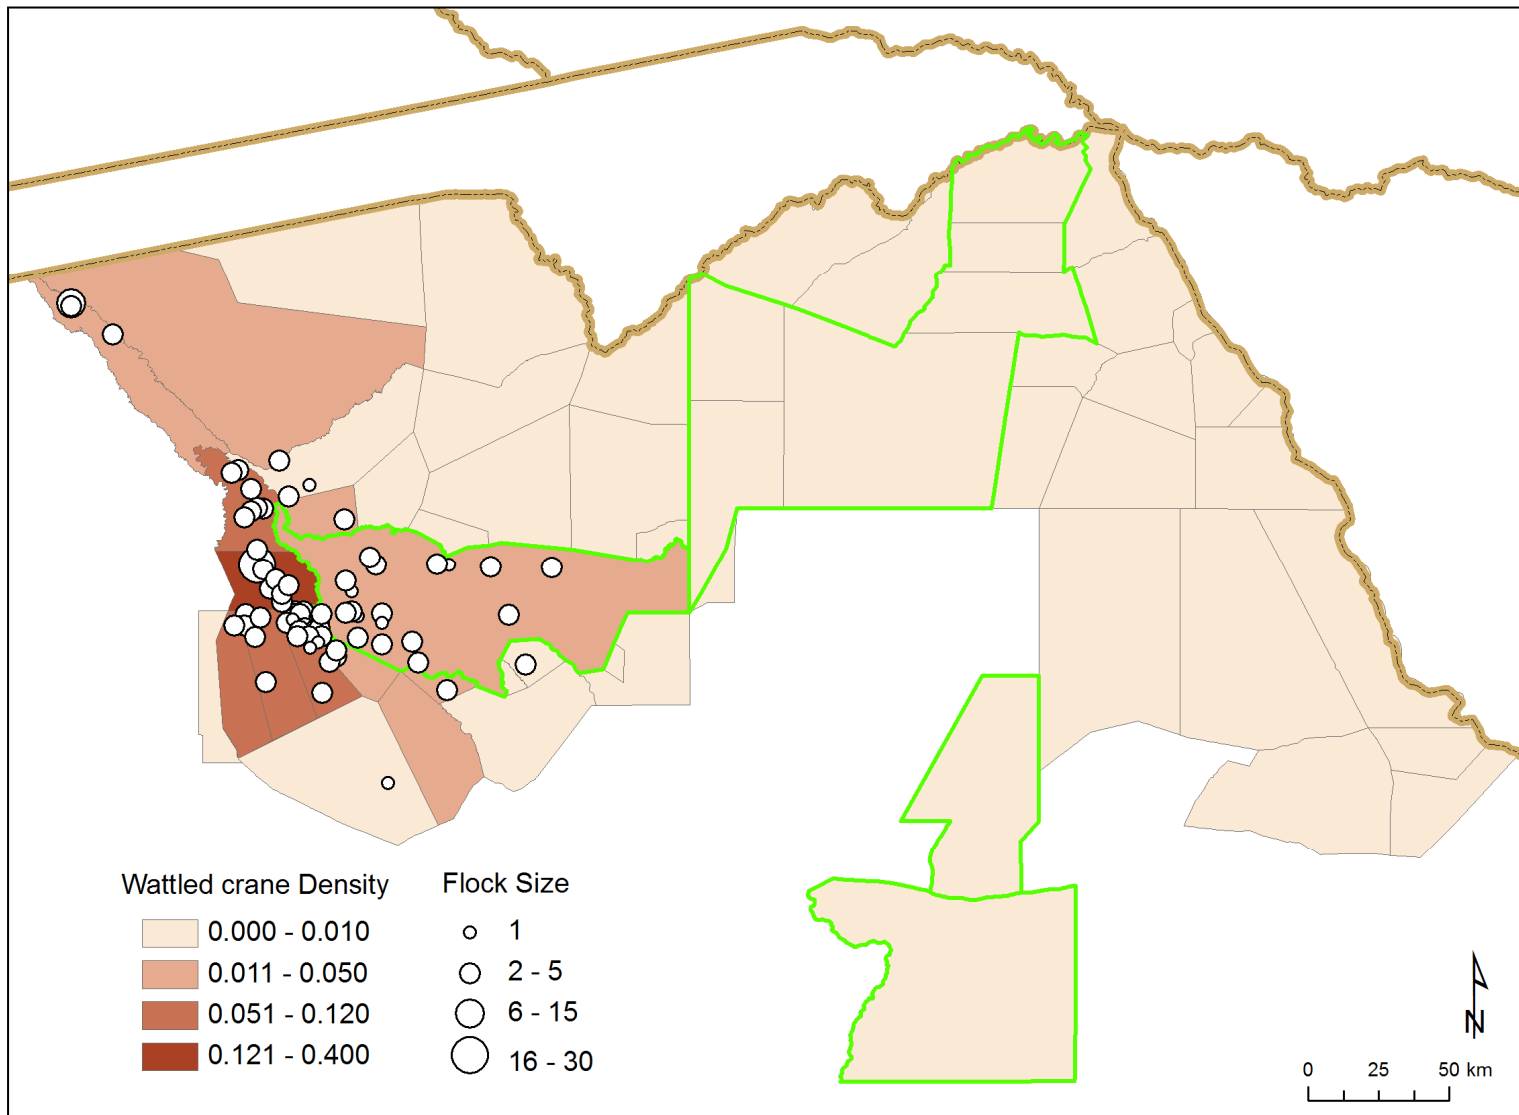 Wattled crane Density
0.000 - 0.010
0.011 - 0.050
0.051 - 0.120
0.121 - 0.400
Flock Size
1
2 - 5
6 - 15
16 - 30
N
0 25 50 km